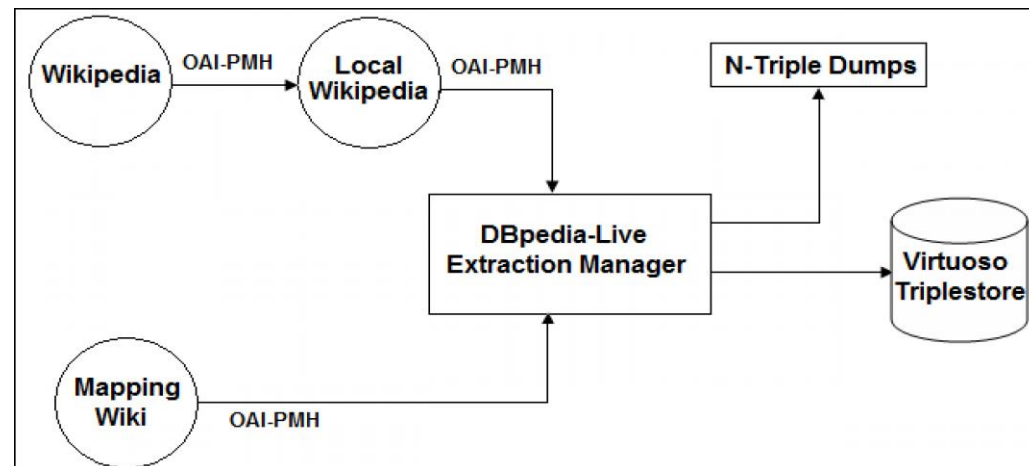 Wikipedia
OAI-PMH
Local
Wikipedia
OAI-PMH
N-Triple Dumps
DBpedia-Live
Extraction Manager
Virtuoso
Triplestore
Mapping
Wiki
OAI-PMH